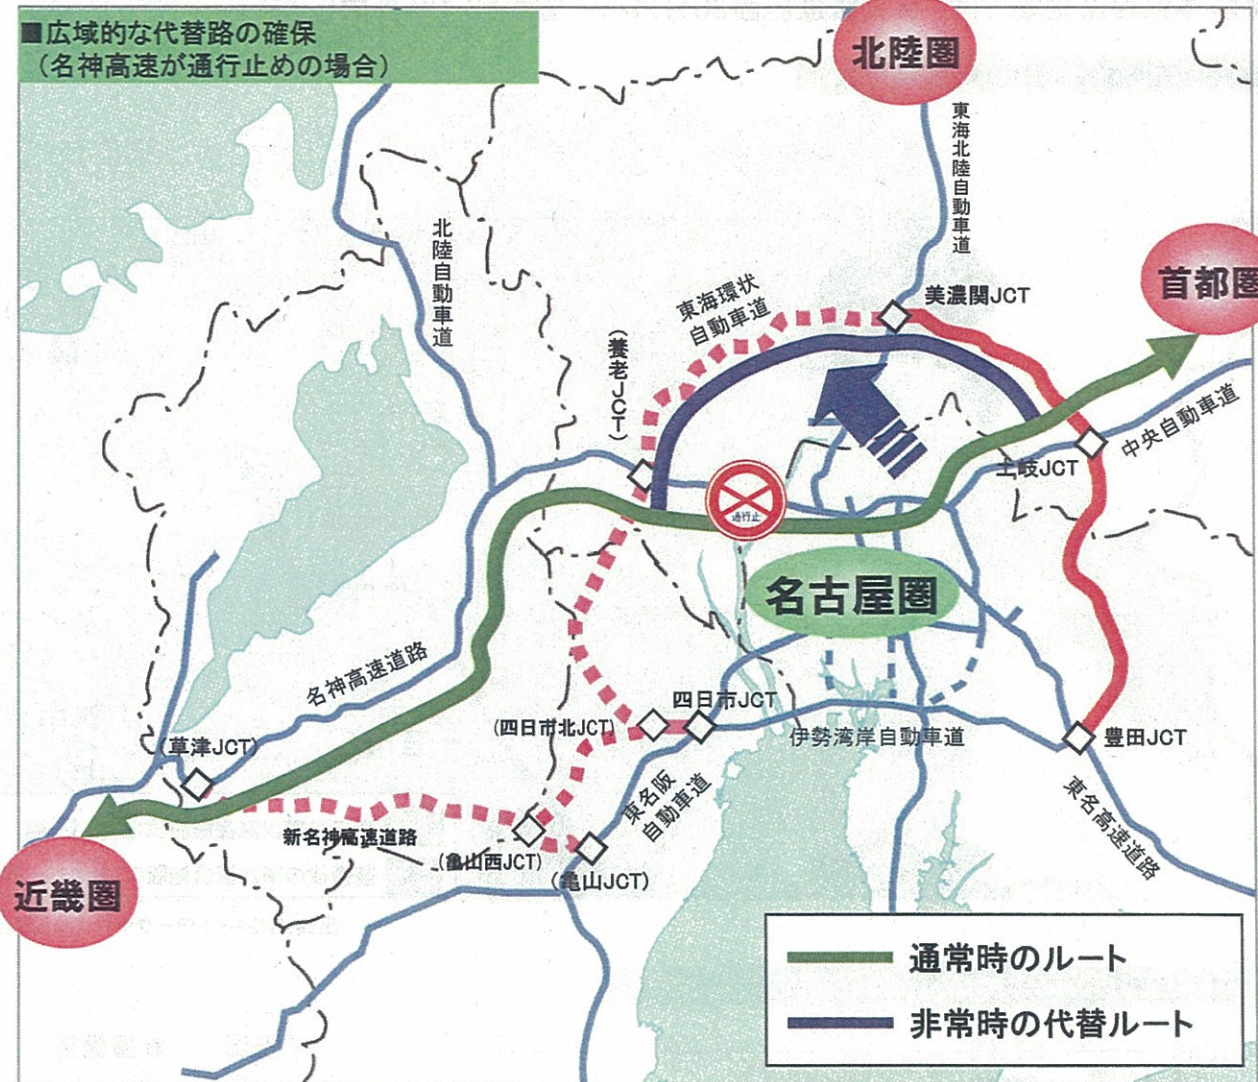 ■広域的な代替路の確保
(名神高速が通行止めの場合)
北陸圏
東海北陸自動車道
北陸自動車道
首都圏
美濃関JCT
東海環状
自動車道
(養老JCT)
中央自動車道
土岐JCT
通行止
名古屋圏
名神高速道路
四日市JCT
(四日市北JCT)
伊勢湾岸自動車道
豊田JCT
(草津JCT)
東名阪
自動車道
東名高速道路
新名神高速道路
(亀山西JCT)
(亀山JCT)
近畿圏
通常時のルート
非常時の代替ルート